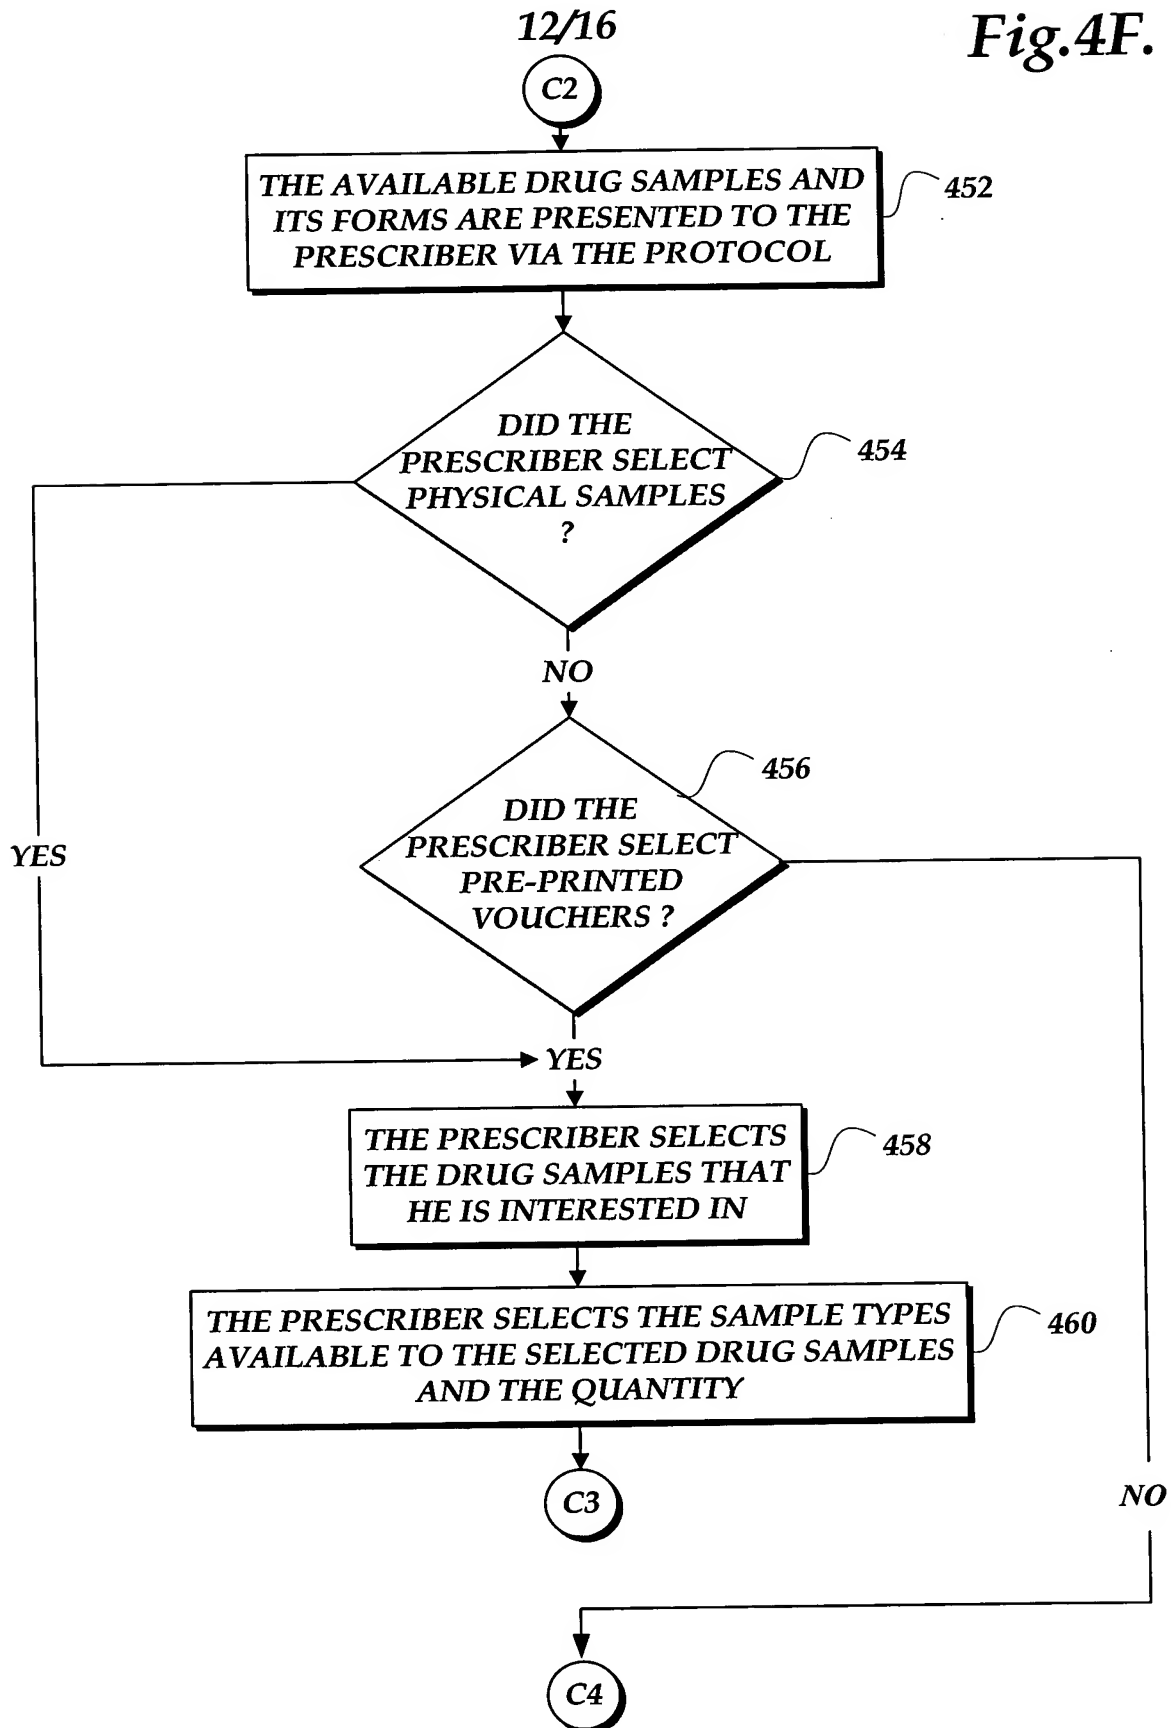 12/16
Fig.4F.
C2
THE AVAILABLE DRUG SAMPLES AND
ITS FORMS ARE PRESENTED TO THE
PRESCRIBER VIA THE PROTOCOL
452
DID THE
PRESCRIBER SELECT
PHYSICAL SAMPLES
?
454
NO
DID THE
PRESCRIBER SELECT
PRE-PRINTED
VOUCHERS ?
456
YES
YES
THE PRESCRIBER SELECTS
THE DRUG SAMPLES THAT
HE IS INTERESTED IN
458
THE PRESCRIBER SELECTS THE SAMPLE TYPES
AVAILABLE TO THE SELECTED DRUG SAMPLES
AND THE QUANTITY
460
C3
NO
C4